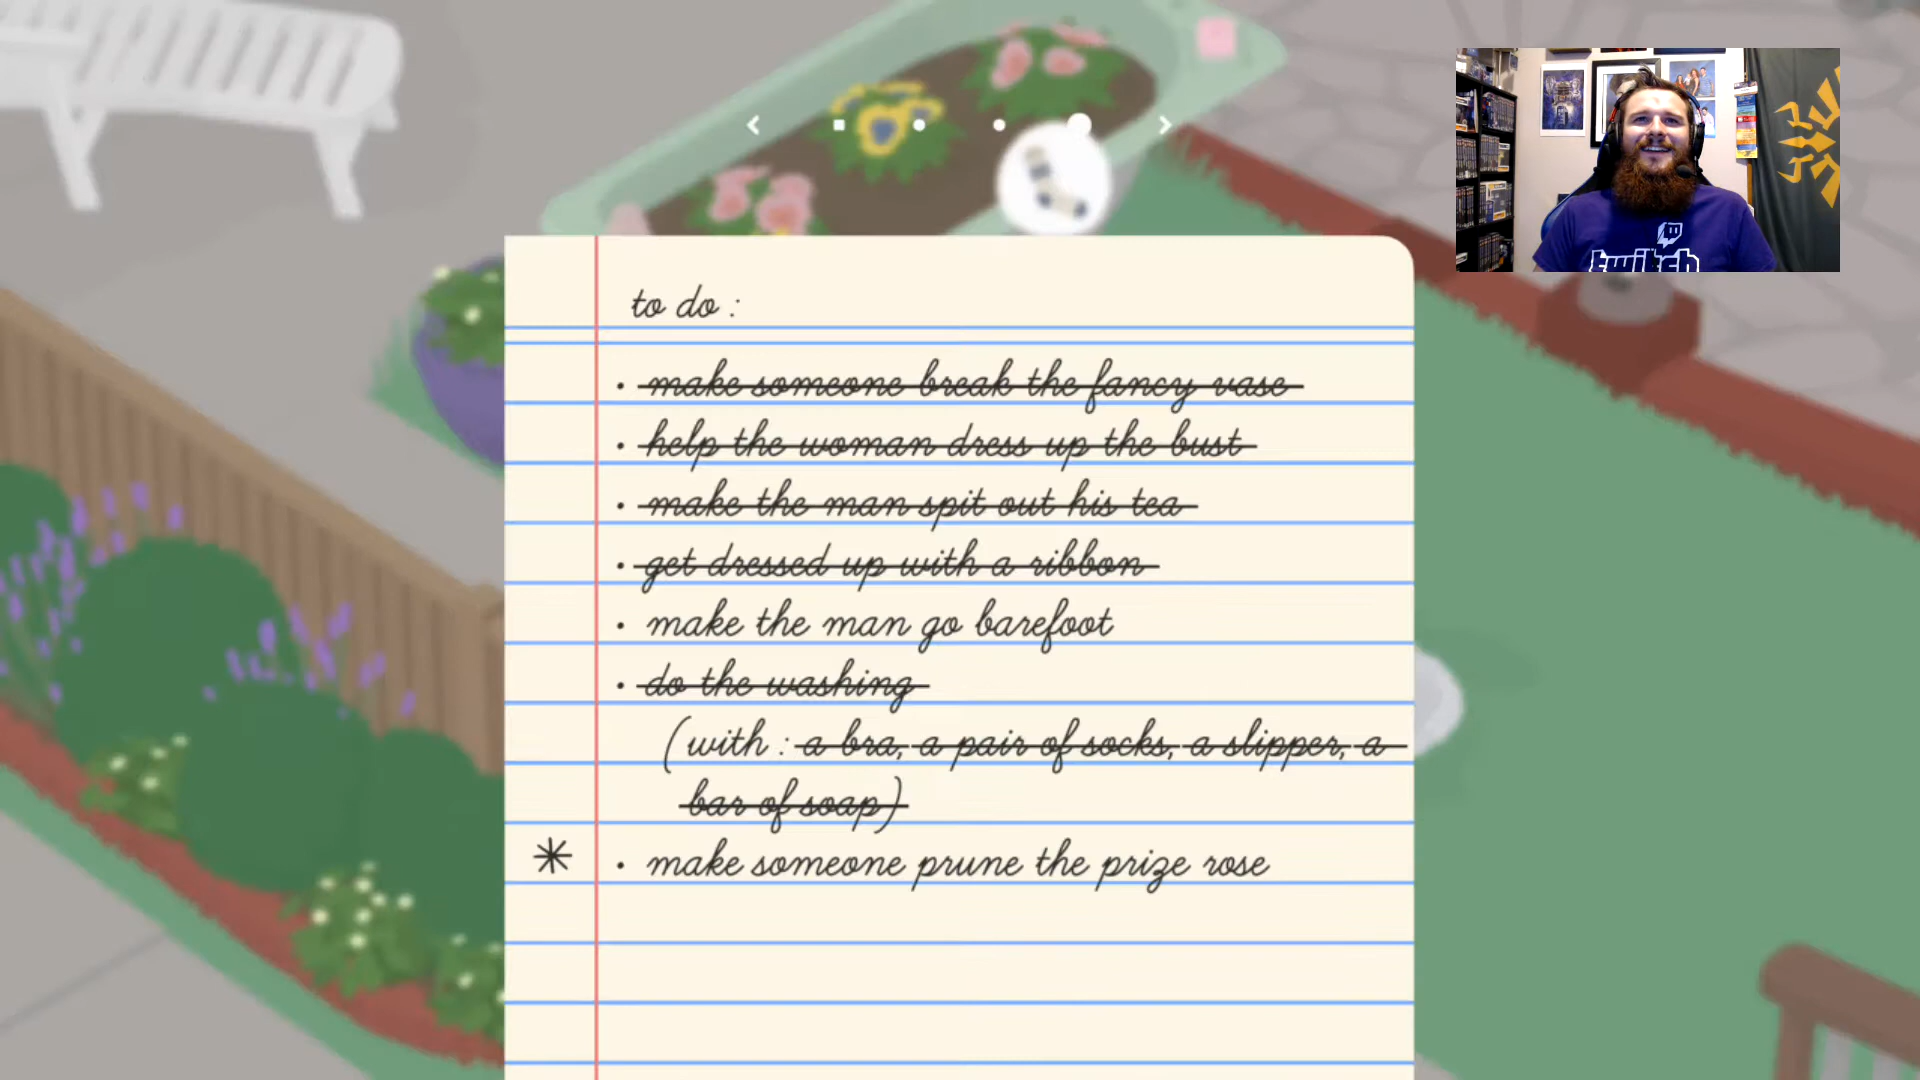 twitch
to do :
• make someone break the fancy vase
• help the woman dress up the bust
• make the man spit out his tea
• get dressed up with a ribbon
• make the man go barefoot
• do the washing
(with : a bra, a pair of socks, a slipper, a
bar of soap)
* • make someone prune the prize rose